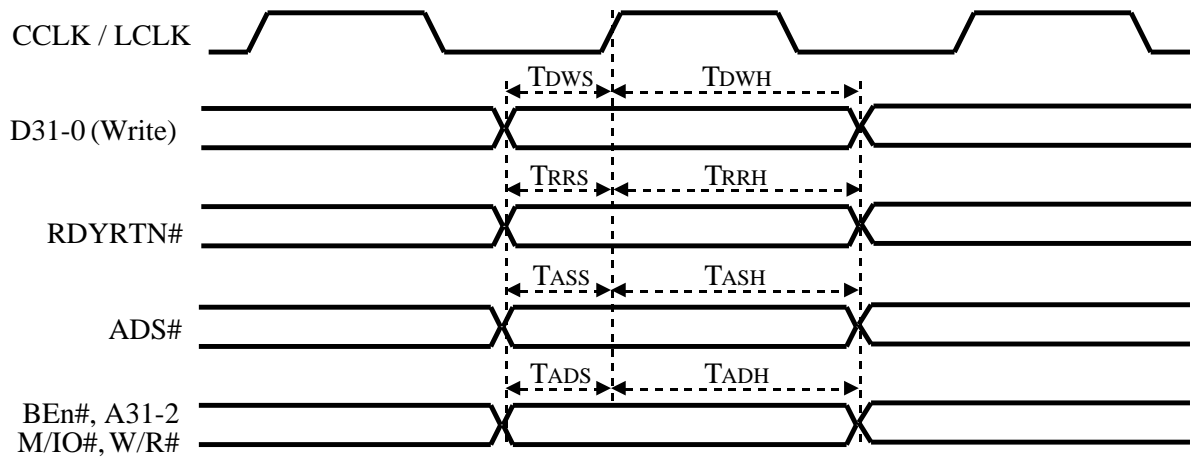 CCLK / LCLK
TDWS TDWH
D31-0 (Write)
TRRS TRRH
RDYRTN#
TASS TASH
ADS#
TADS TADH
BEn#, A31-2
M/IO#, W/R#